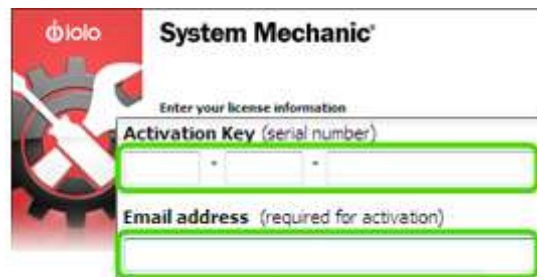 iolo
System Mechanic®
Enter your license information
Activation Key (serial number)
- -
Email address (required for activation)